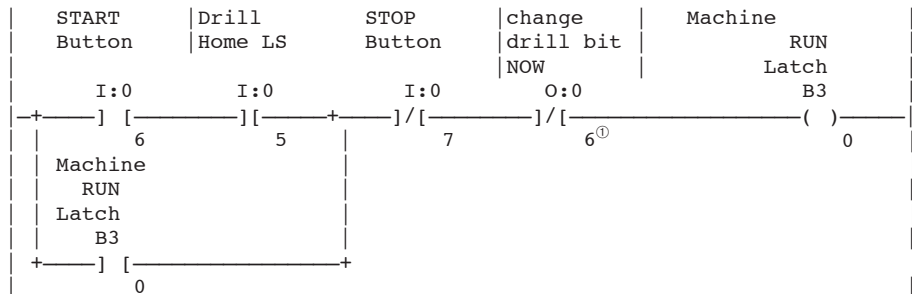 START |Drill STOP |change | Machine
Button |Home LS Button |drill bit | RUN
|NOW | Latch
I:0 I:0 I:0 O:0 B3
|–+––––] [–––––––––][–––––+––––]/[–––––––––]/[––––––––––––––––––––( )–––––|
6 5 7 6① 0
Machine
RUN
Latch
B3
+––––] [––––––––––––––––––+
0